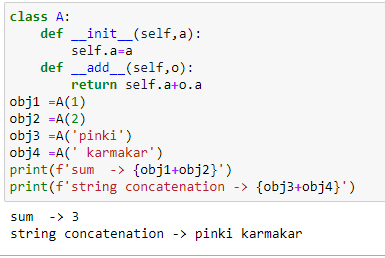 class A:
    def __init__(self,a):
        self.a=a
    def __add__(self,o):
        return self.a+o.a
obj1 =A(1)
obj2 =A(2)
obj3 =A('pinki')
obj4 =A(' karmakar')
print(f'sum  -> {obj1+obj2}')
print(f'string concatenation -> {obj3+obj4}')
sum  -> 3
string concatenation -> pinki karmakar